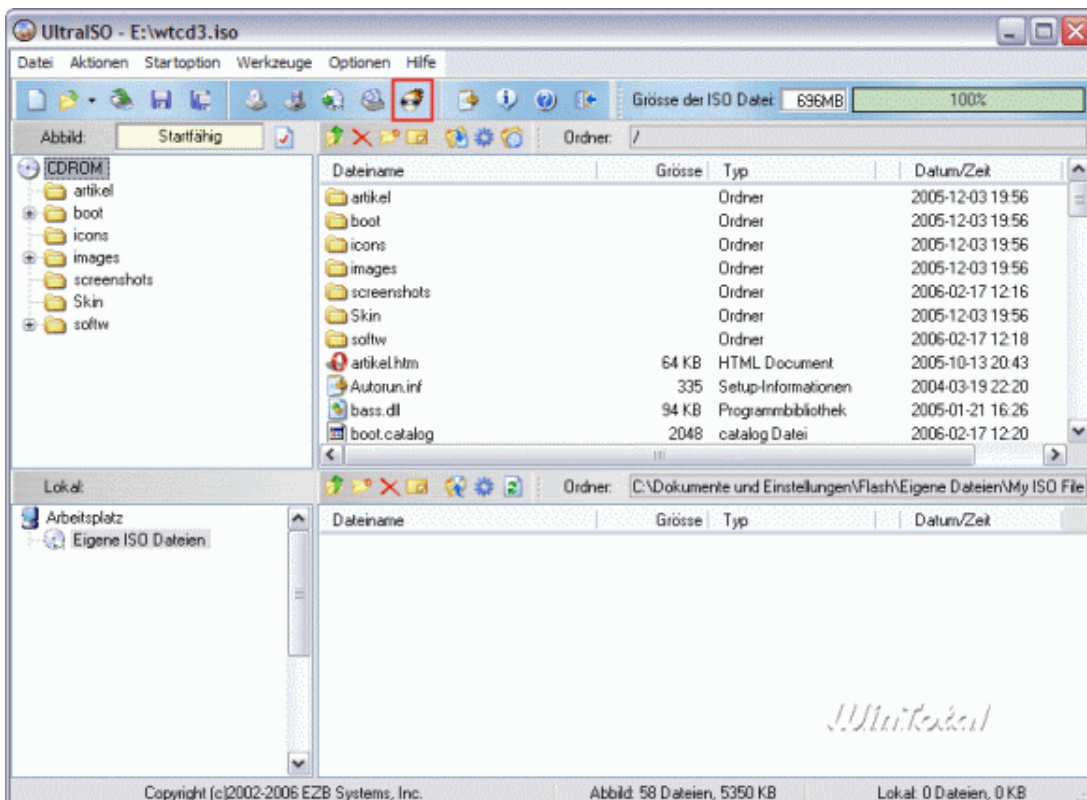 UltraISO - E:\wtcd3.iso
Datei Aktionen Startoption Werkzeuge Optionen Hilfe
Grösse der ISO Datei: 696MB 100%
Abbild: Startfähig Ordner: /
CDROM
artikel
boot
icons
images
screenshots
Skin
softw
Dateiname Grösse Typ Datum/Zeit
artikel Ordner 2005-12-03 19:56
boot Ordner 2005-12-03 19:56
icons Ordner 2005-12-03 19:56
images Ordner 2005-12-03 19:56
screenshots Ordner 2006-02-17 12:16
Skin Ordner 2005-12-03 19:56
softw Ordner 2006-02-17 12:18
artikel.htm 64 KB HTML Document 2005-10-13 20:43
Autorun.inf 335 Setup-Informationen 2004-03-19 22:20
bass.dll 94 KB Programmbibliothek 2005-01-21 16:26
boot.catalog 2048 catalog Datei 2006-02-17 12:20
Lokal: Ordner: C:\Dokumente und Einstellungen\Flash\Eigene Dateien\My ISO File
Arbeitsplatz
Eigene ISO Dateien
Dateiname Grösse Typ Datum/Zeit
WinTotal
Copyright (c)2002-2006 EZB Systems, Inc. Abbild: 58 Dateien, 5350 KB Lokal: 0 Dateien, 0 KB